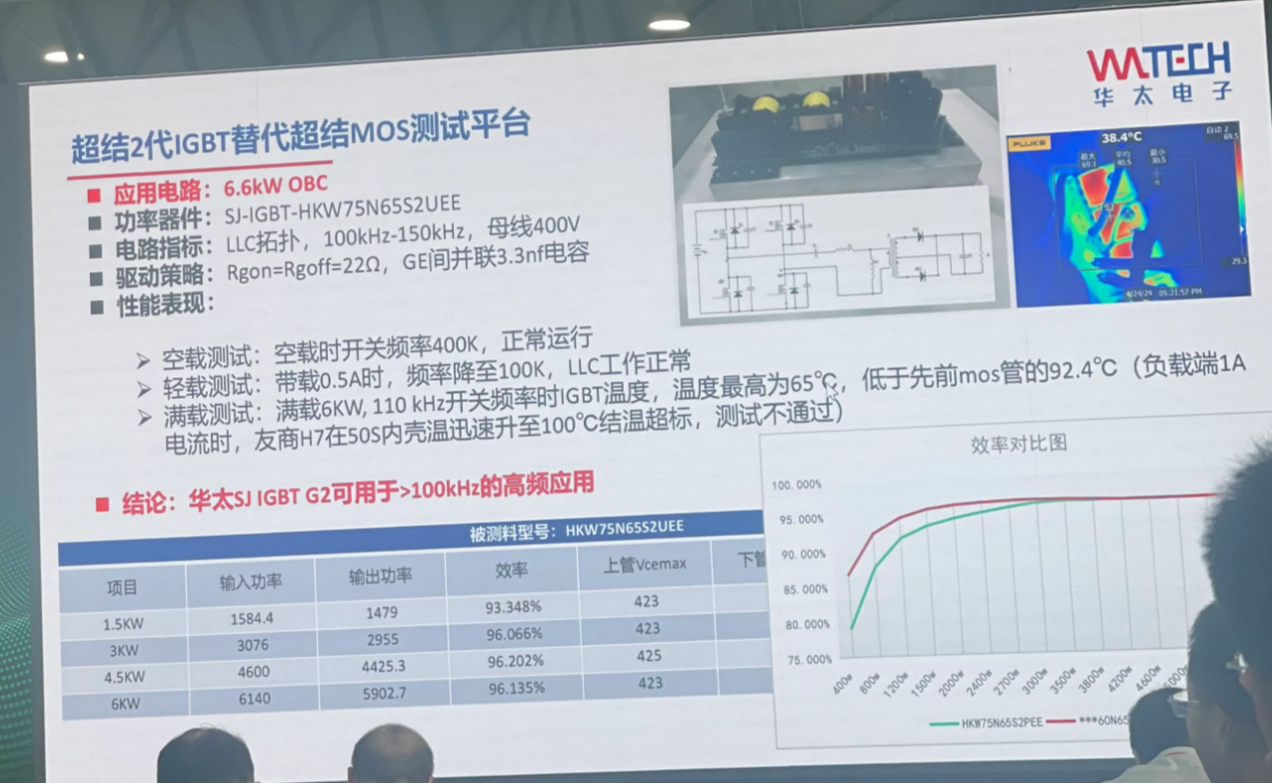 WATECH
华太电子
超结2代IGBT替代超结MOS测试平台
■ 应用电路：6.6kW OBC
■ 功率器件：SJ-IGBT-HKW75N65S2UEE
■ 电路指标：LLC拓扑，100kHz-150kHz，母线400V
■ 驱动策略：Rgon=Rgoff=22Ω，GE间并联3.3nf电容
■ 性能表现：
FLUKE
38.4℃
自动 2
69.5
最大 平均 最小
69.1 40.5 30.5
29.3
4/24/24 05:21:57 PM
➢ 空载测试：空载时开关频率400K，正常运行
➢ 轻载测试：带载0.5A时，频率降至100K，LLC工作正常
➢ 满载测试：满载6KW, 110 kHz开关频率时IGBT温度，温度最高为65℃，低于先前mos管的92.4℃（负载端1A
电流时，友商H7在50S内壳温迅速升至100℃结温超标，测试不通过）
■ 结论：华太SJ IGBT G2可用于>100kHz的高频应用
被测料型号：HKW75N65S2UEE
项目 输入功率 输出功率 效率 上管Vcemax 下管
1.5KW 1584.4 1479 93.348% 423
3KW 3076 2955 96.066% 423
4.5KW 4600 4425.3 96.202% 425
6KW 6140 5902.7 96.135% 423
效率对比图
100.000%
95.000%
90.000%
85.000%
80.000%
75.000%
400w 800w 1200w 1500w 2000w 2400w 2700w 3000w 3500w 3800w 4200w 4600w 5000
HKW75N65S2PEE ***60N65